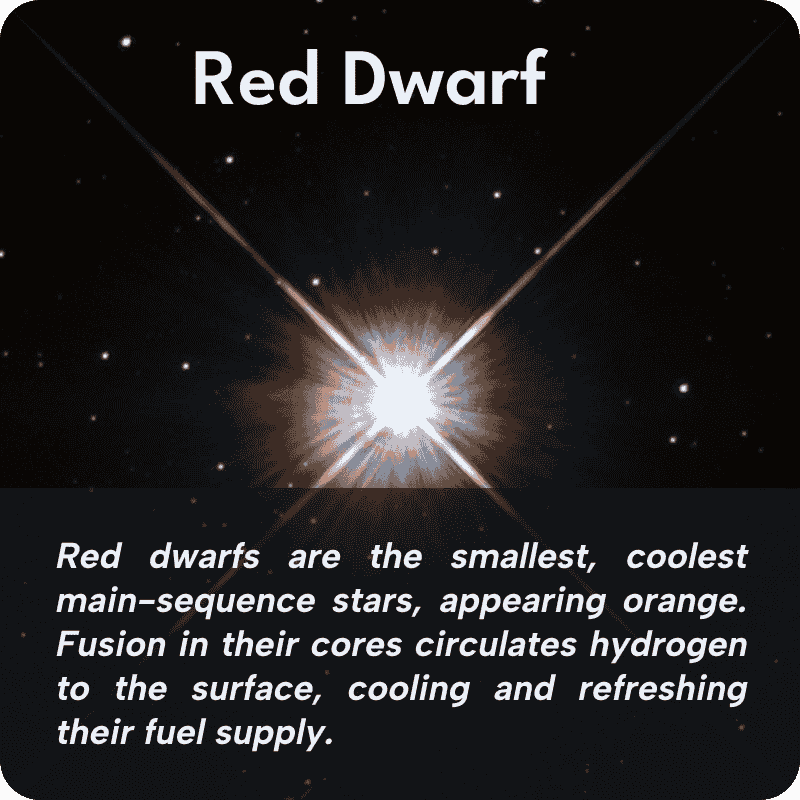 Red Dwarf
Red dwarfs are the smallest, coolest
main-sequence stars, appearing orange.
Fusion in their cores circulates hydrogen
to the surface, cooling and refreshing
their fuel supply.